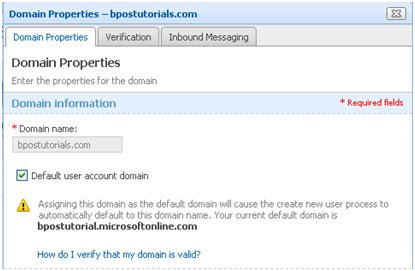 Domain Properties – bpostutorials.com
Domain Properties
Verification
Inbound Messaging
Domain Properties
Enter the properties for the domain
Domain information
* Required fields
* Domain name:
bpostutorials.com
Default user account domain
Assigning this domain as the default domain will cause the create new user process to
automatically default to this domain name. Your current default domain is
bpostutorial.microsoftonline.com
How do I verify that my domain is valid?